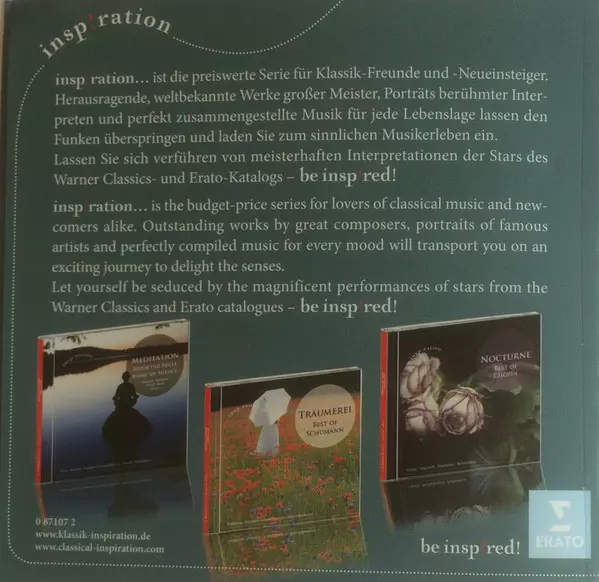 insp!ration
insp!ration... ist die preiswerte Serie für Klassik-Freunde und -Neueinsteiger.
Herausragende, weltbekannte Werke großer Meister, Porträts berühmter Inter-
preten und perfekt zusammengestellte Musik für jede Lebenslage lassen den
Funken überspringen und laden Sie zum sinnlichen Musikerleben ein.
Lassen Sie sich verführen von meisterhaften Interpretationen der Stars des
Warner Classics- und Erato-Katalogs – be insp!red!
insp!ration... is the budget-price series for lovers of classical music and new-
comers alike. Outstanding works by great composers, portraits of famous
artists and perfectly compiled music for every mood will transport you on an
exciting journey to delight the senses.
Let yourself be seduced by the magnificent performances of stars from the
Warner Classics and Erato catalogues – be insp!red!
MEDITATION
TRÄUMEREI
BEST OF
SCHUMANN
NOCTURNE
BEST OF
CHOPIN
0 87107 2
www.klassik-inspiration.de
www.classical-inspiration.com
be insp!red!
ERATO